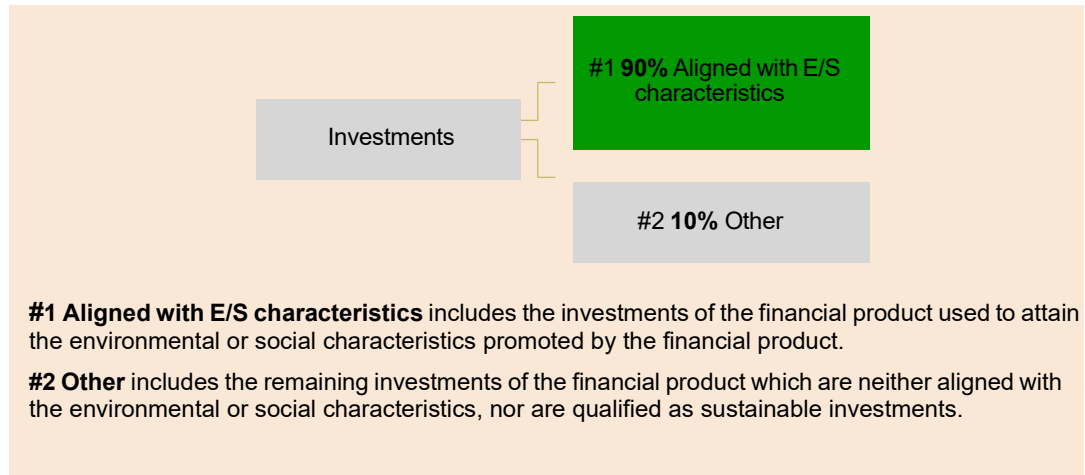 #1 90% Aligned with E/S
characteristics
Investments
#2 10% Other
#1 Aligned with E/S characteristics includes the investments of the financial product used to attain
the environmental or social characteristics promoted by the financial product.
#2 Other includes the remaining investments of the financial product which are neither aligned with
the environmental or social characteristics, nor are qualified as sustainable investments.